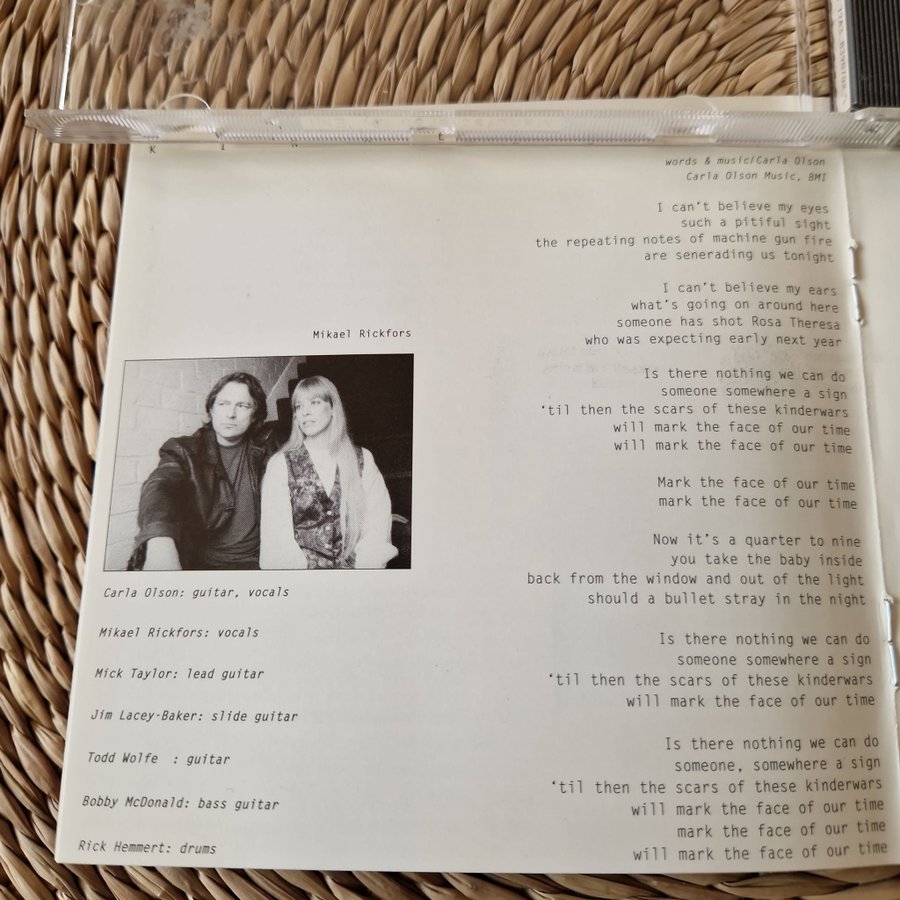 words & music/Carla Olson
Carla Olson Music, BMI
I can't believe my eyes
such a pitiful sight
the repeating notes of machine gun fire
are senerading us tonight
I can't believe my ears
what's going on around here
someone has shot Rosa Theresa
who was expecting early next year
Is there nothing we can do
someone somewhere a sign
'til then the scars of these kinderwars
will mark the face of our time
will mark the face of our time
Mark the face of our time
mark the face of our time
Now it's a quarter to nine
you take the baby inside
back from the window and out of the light
should a bullet stray in the night
Is there nothing we can do
someone somewhere a sign
'til then the scars of these kinderwars
will mark the face of our time
Is there nothing we can do
someone, somewhere a sign
'til then the scars of these kinderwars
will mark the face of our time
mark the face of our time
will mark the face of our time
Mikael Rickfors
Carla Olson: guitar, vocals
Mikael Rickfors: vocals
Mick Taylor: lead guitar
Jim Lacey-Baker: slide guitar
Todd Wolfe : guitar
Bobby McDonald: bass guitar
Rick Hemmert: drums